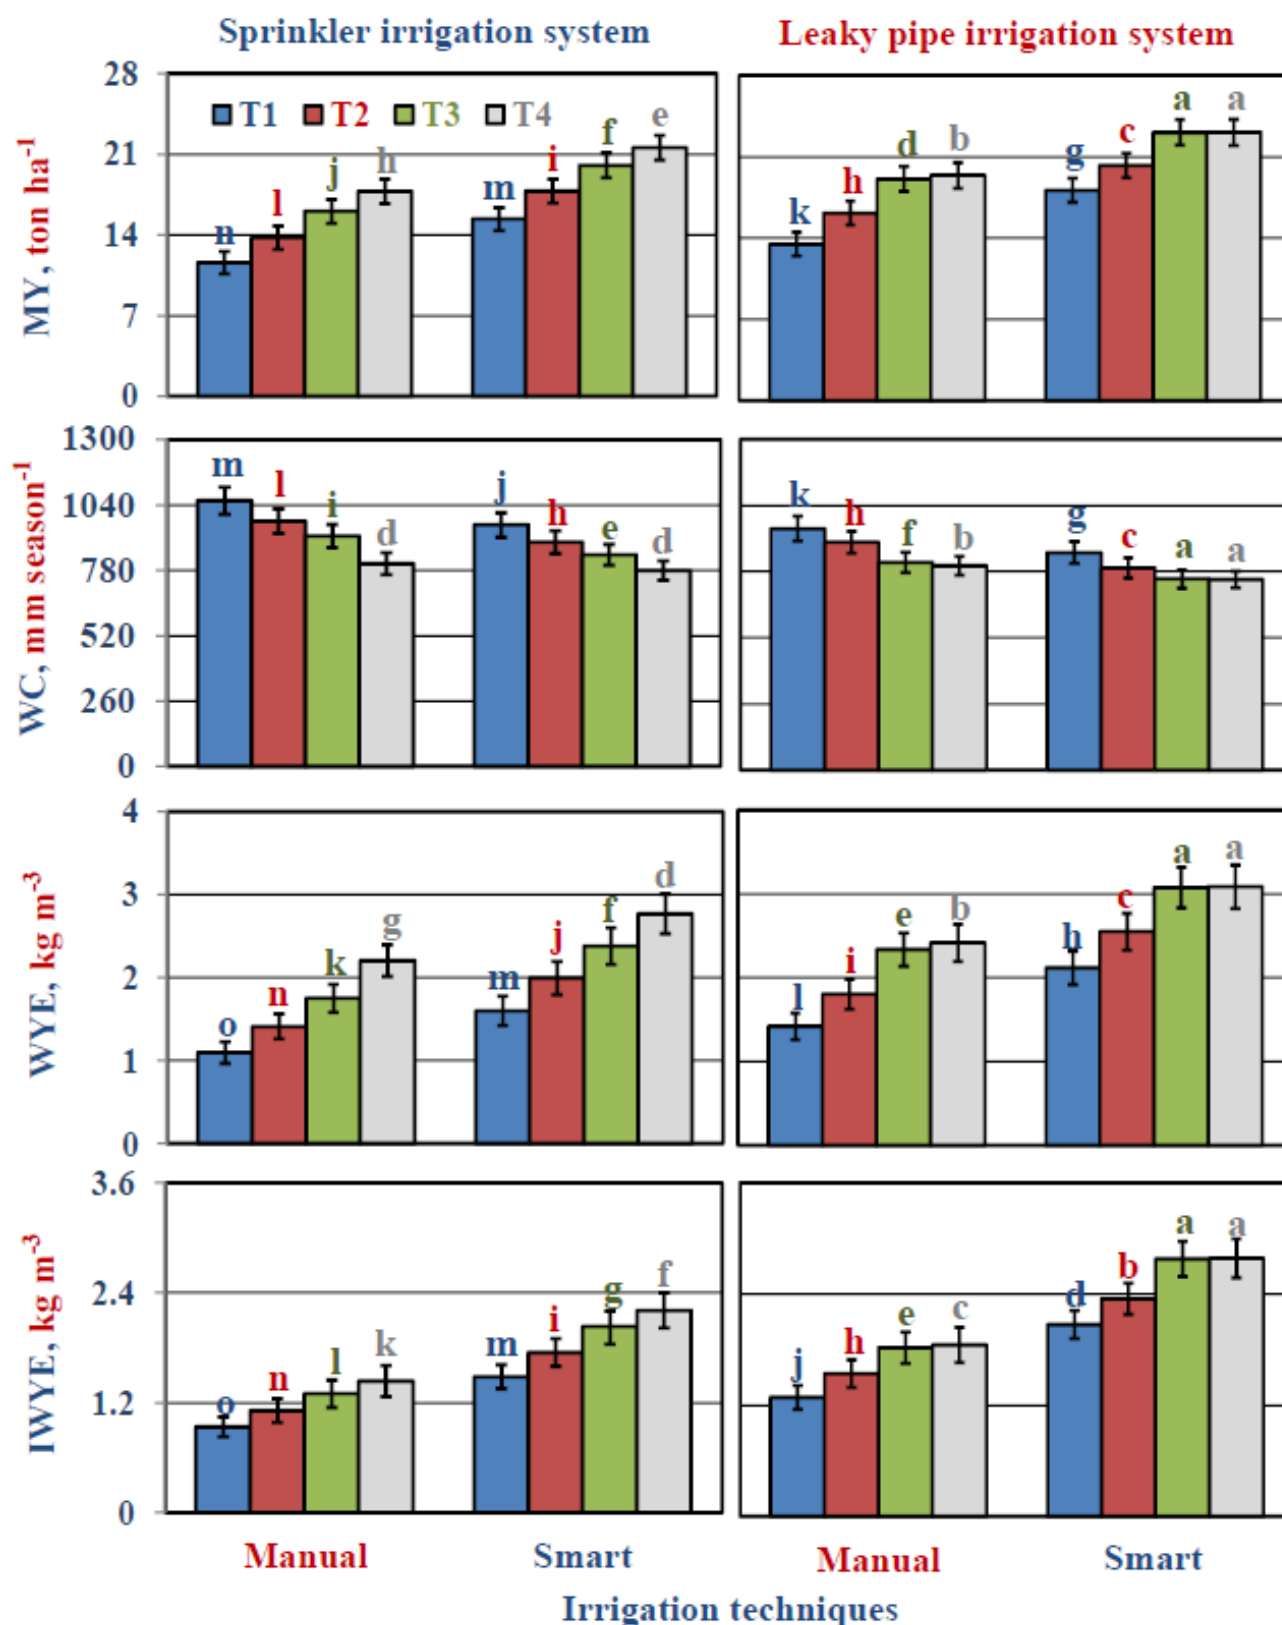 Sprinkler irrigation system
Leaky pipe irrigation system
MY, ton ha-1
28
21
14
7
0
T1 T2 T3 T4
n l j h m i f e
k h d b g c a a
WC, mm season-1
1300
1040
780
520
260
0
m l i d j h e d
k h f b g c a a
WYE, kg m-3
4
3
2
1
0
o n k g m j f d
l i e b h c a a
IWYE, kg m-3
3.6
2.4
1.2
0
o n l k m i g f
j h e c d b a a
Manual Smart Manual Smart
Irrigation techniques